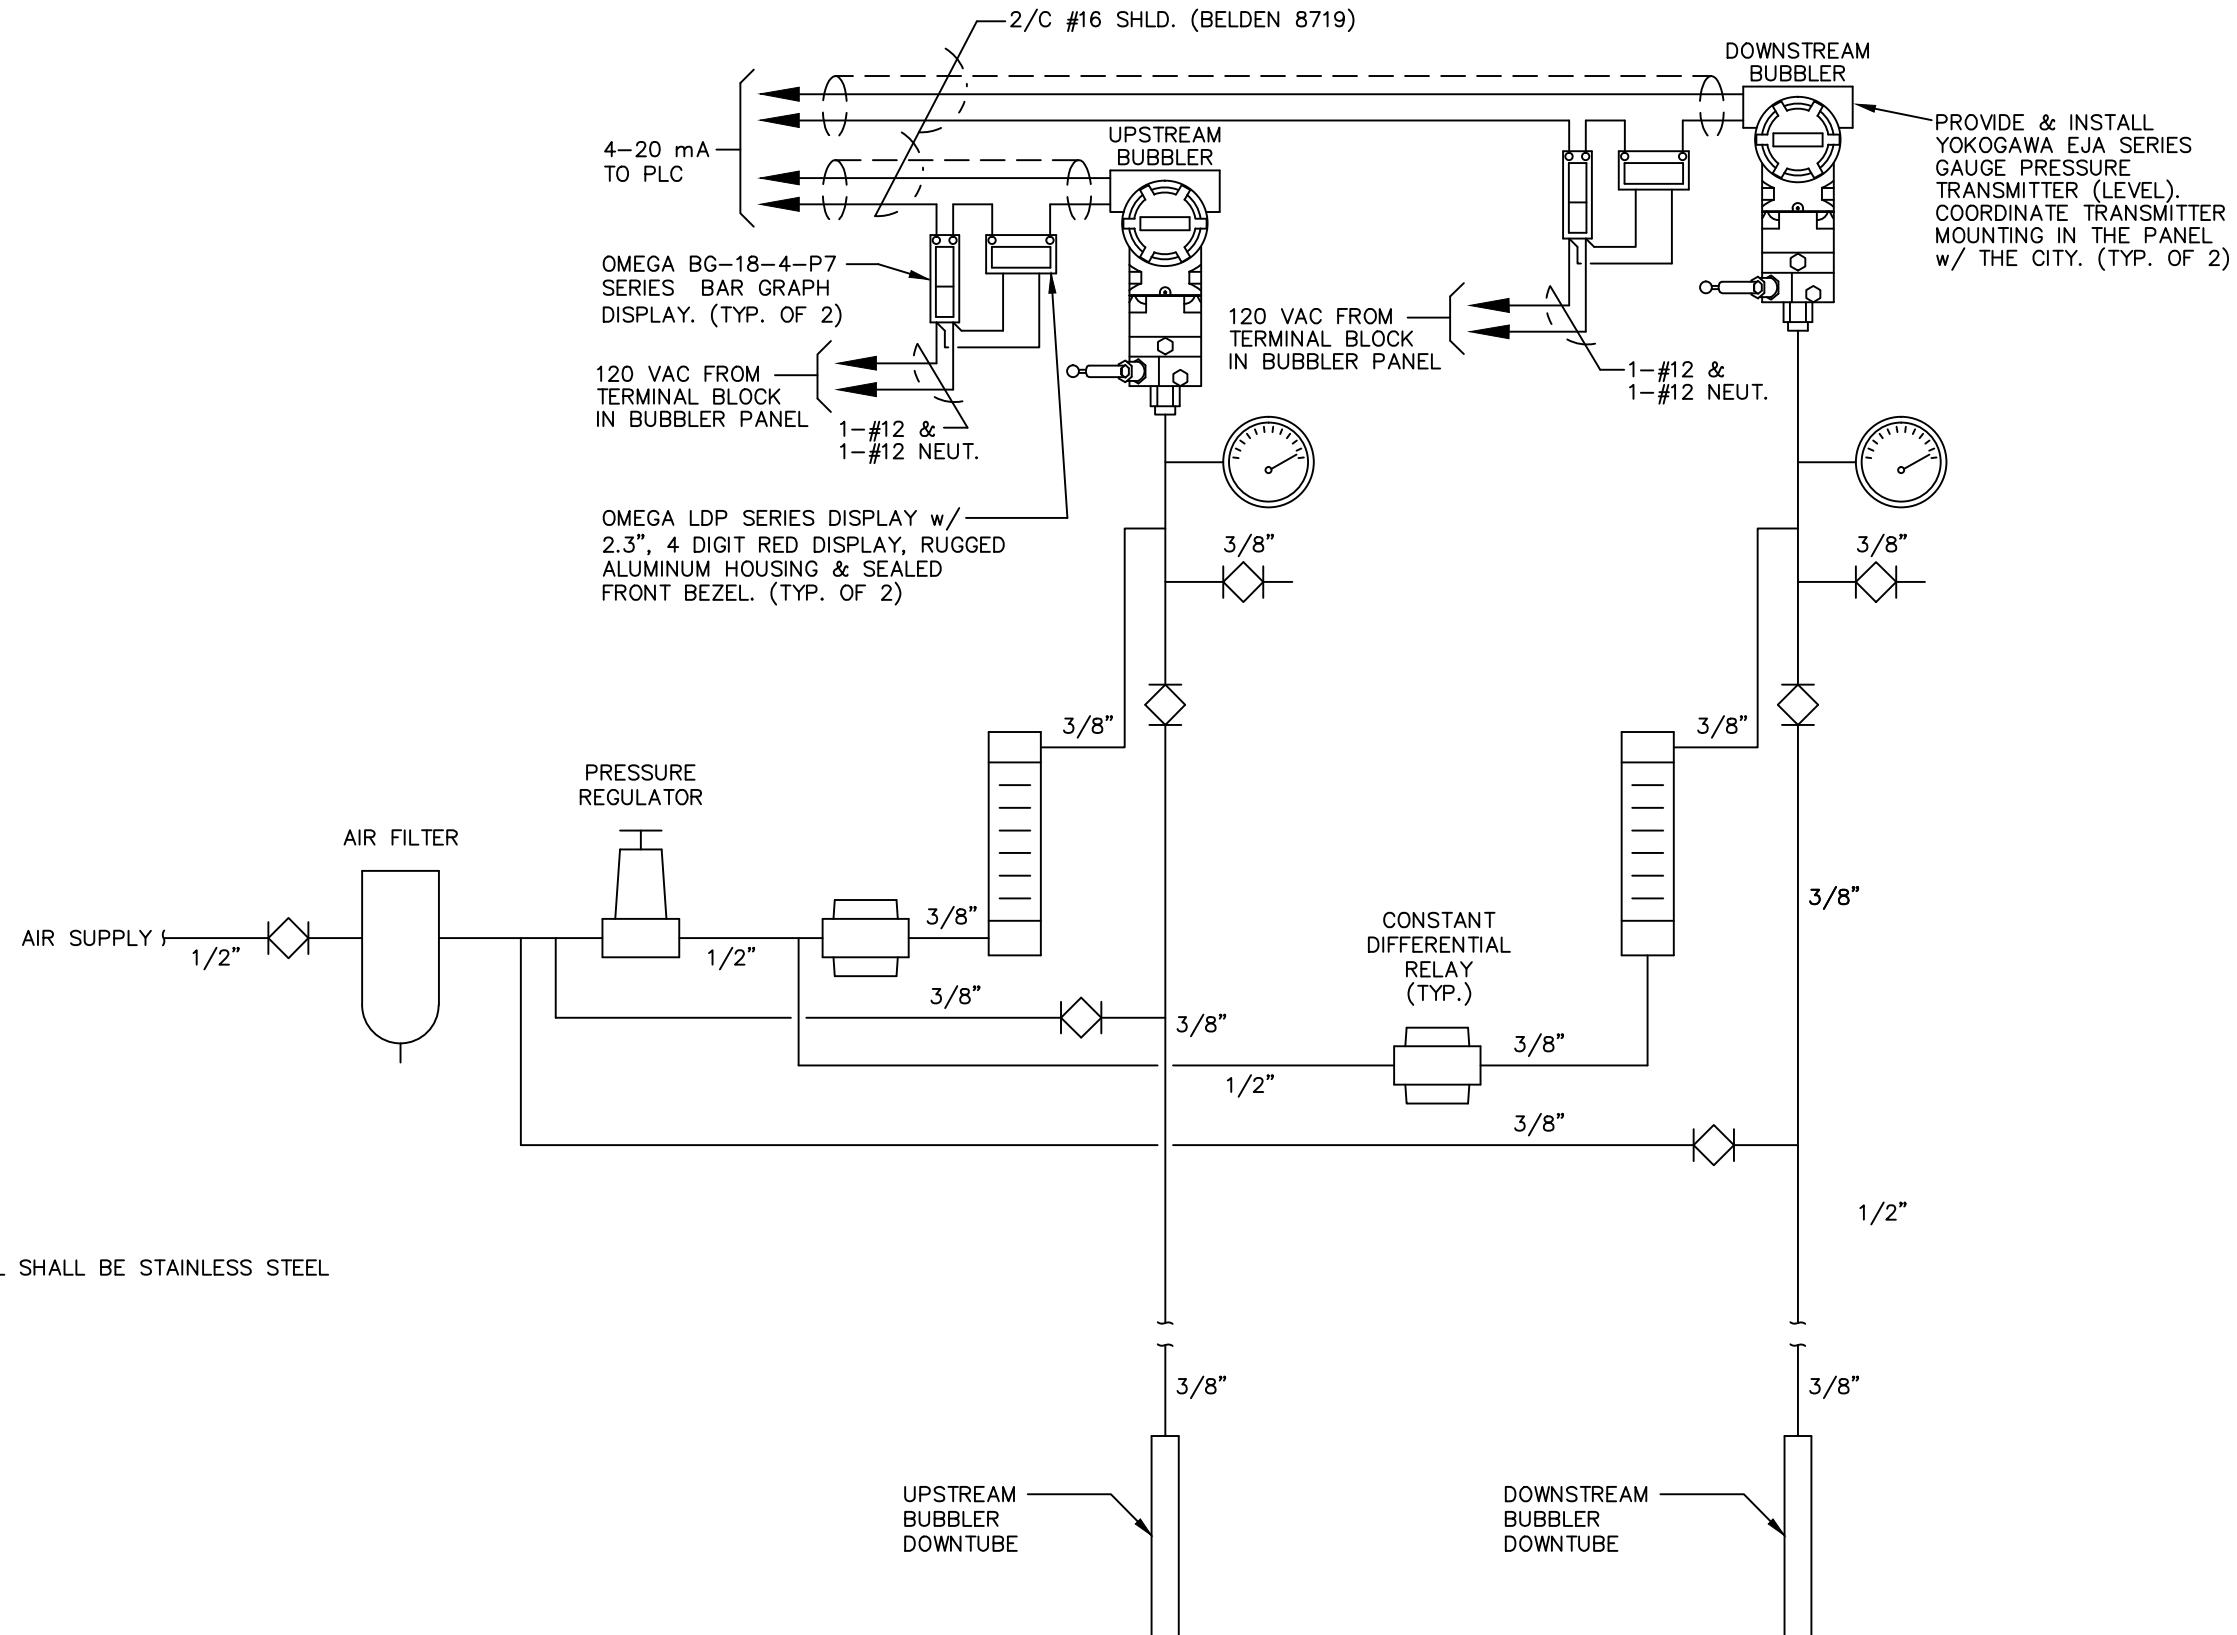 2/C #16 SHLD. (BELDEN 8719)
DOWNSTREAM
BUBBLER
4-20 mA
TO PLC
UPSTREAM
BUBBLER
PROVIDE & INSTALL
YOKOGAWA EJA SERIES
GAUGE PRESSURE
TRANSMITTER (LEVEL).
COORDINATE TRANSMITTER
MOUNTING IN THE PANEL
w/ THE CITY. (TYP. OF 2)
OMEGA BG-18-4-P7
SERIES BAR GRAPH
DISPLAY. (TYP. OF 2)
120 VAC FROM
TERMINAL BLOCK
IN BUBBLER PANEL
1-#12 &
1-#12 NEUT.
120 VAC FROM
TERMINAL BLOCK
IN BUBBLER PANEL
1-#12 &
1-#12 NEUT.
OMEGA LDP SERIES DISPLAY w/
2.3", 4 DIGIT RED DISPLAY, RUGGED
ALUMINUM HOUSING & SEALED
FRONT BEZEL. (TYP. OF 2)
3/8"
3/8"
3/8"
3/8"
PRESSURE
REGULATOR
AIR FILTER
3/8"
AIR SUPPLY
1/2"
1/2"
3/8"
CONSTANT
DIFFERENTIAL
RELAY
(TYP.)
3/8"
3/8"
3/8"
1/2"
3/8"
1/2"
SHALL BE STAINLESS STEEL
3/8"
3/8"
UPSTREAM
BUBBLER
DOWNTUBE
DOWNSTREAM
BUBBLER
DOWNTUBE